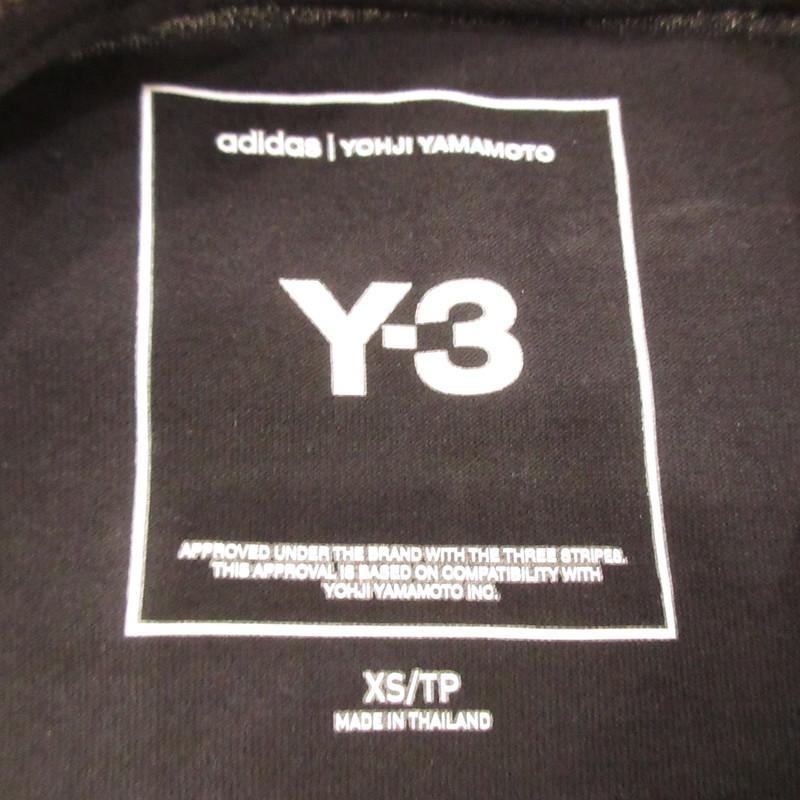 adidas | YOHJI YAMAMOTO
Y-3
APPROVED UNDER THE BRAND WITH THE THREE STRIPES.
THIS APPROVAL IS BASED ON COMPATIBILITY WITH
YOHJI YAMAMOTO INC.
XS/TP
MADE IN THAILAND